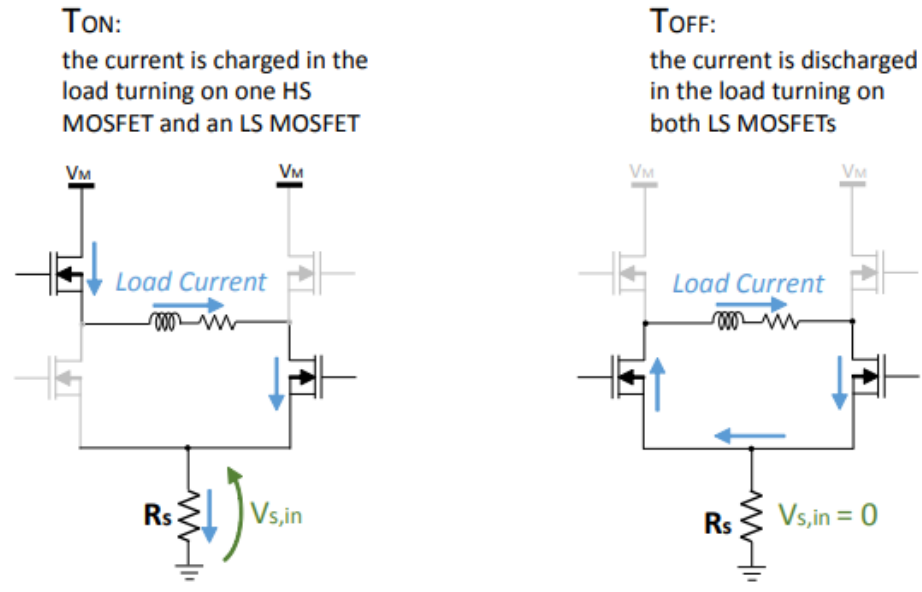 TON:
the current is charged in the
load turning on one HS
MOSFET and an LS MOSFET
VM
VM
Load Current
Rs
Vs,in
TOFF:
the current is discharged
in the load turning on
both LS MOSFETs
VM
VM
Load Current
Rs
Vs,in = 0